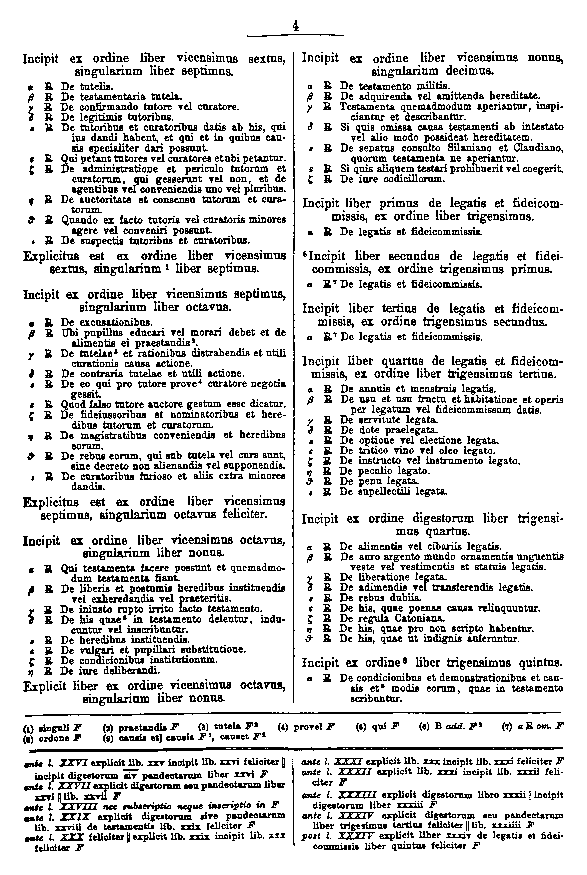 4
Incipit ex ordine liber vicensimus sextus,
singularium liber septimus.
α R De tutelis.
β R De testamentaria tutela.
γ R De confirmando tutore vel curatore.
δ R De legitimis tutoribus.
ε R De tutoribus et curatoribus datis ab his, qui
ius dandi habent, et qui et in quibus cau-
sis specialiter dari possunt.
ς R Qui petant tutores vel curatores et ubi petantur.
ζ R De administratione et periculo tutorum et
curatorum, qui gesserunt vel non, et de
agentibus vel conveniendis uno vel pluribus.
η R De auctoritate et consensu tutorum et cura-
torum.
θ R Quando ex facto tutoris vel curatoris minores
agere vel conveniri possunt.
ι R De suspectis tutoribus et curatoribus.
Explicitus est ex ordine liber vicensimus
sextus, singularium¹ liber septimus.
Incipit ex ordine liber vicensimus septimus,
singularium liber octavus.
α R De excusationibus.
β R Ubi pupillus educari vel morari debet et de
alimentis ei praestandis².
γ R De tutelae³ et rationibus distrahendis et utili
curationis causa actione.
δ R De contraria tutelae et utili actione.
ε R De eo qui pro tutore prove⁴ curatore negotia
gessit.
ς R Quod falso tutore auctore gestum esse dicatur.
ζ R De fideiussoribus et nominatoribus et here-
dibus tutorum et curatorum.
η R De magistratibus conveniendis et heredibus
eorum.
θ R De rebus eorum, qui sub tutela vel cura sunt,
sine decreto non alienandis vel supponendis.
ι R De curatoribus furioso et aliis extra minores
dandis.
Explicitus est ex ordine liber vicensimus
septimus, singularium octavus feliciter.
Incipit ex ordine liber vicensimus octavus,
singularium liber nonus.
α R Qui testamenta facere possunt et quemadmo-
dum testamenta fiant.
β R De liberis et postumis heredibus instituendis
vel exheredandis vel praeteritis.
γ R De iniusto rupto irrito facto testamento.
δ R De his quae⁵ in testamento delentur, indu-
cuntur vel inscribuntur.
ε R De heredibus instituendis.
ς R De vulgari et pupillari substitutione.
ζ R De condicionibus institutionum.
η R De iure deliberandi.
Explicit liber ex ordine vicensimus octavus,
singularium liber nonus.
Incipit ex ordine liber vicensimus nonus,
singularium decimus.
α R De testamento militis.
β R De adquirenda vel amittenda hereditate.
γ R Testamenta quemadmodum aperiantur, inspi-
ciantur et describantur.
δ R Si quis omissa causa testamenti ab intestato
vel alio modo possideat hereditatem.
ε R De senatus consulto Silaniano et Claudiano,
quorum testamenta ne aperiantur.
ς R Si quis aliquem testari prohibuerit vel coegerit.
ζ R De iure codicillorum.
Incipit liber primus de legatis et fideicom-
missis, ex ordine liber trigensimus.
α R De legatis et fideicommissis.
⁶Incipit liber secundus de legatis et fidei-
commissis, ex ordine trigensimus primus.
α R⁷ De legatis et fideicommissis.
Incipit liber tertius de legatis et fideicom-
missis, ex ordine trigensimus secundus.
α R⁷ De legatis et fideicommissis.
Incipit liber quartus de legatis et fideicom-
missis, ex ordine liber trigensimus tertius.
α R De annuis et menstruis legatis.
β R De usu et usu fructu et habitatione et operis
per legatum vel fideicommissum datis.
γ R De servitute legata.
δ R De dote praelegata.
ε R De optione vel electione legata.
ς R De tritico vino vel oleo legato.
ζ R De instructo vel instrumento legato.
η R De peculio legato.
θ R De penu legata.
ι R De supellectili legata.
Incipit ex ordine digestorum liber trigensi-
mus quartus.
α R De alimentis vel cibariis legatis.
β R De auro argento mundo ornamentis unguentis
veste vel vestimentis et statuis legatis.
γ R De liberatione legata.
δ R De adimendis vel transferendis legatis.
ε R De rebus dubiis.
ς R De his, quae poenae causa relinquuntur.
ζ R De regula Catoniana.
η R De his, quae pro non scripto habentur.
θ R De his, quae ut indignis auferuntur.
Incipit ex ordine⁸ liber trigensimus quintus.
α R De condicionibus et demonstrationibus et cau-
sis et⁹ modis eorum, quae in testamento
scribuntur.
(1) singuli F (2) praetandis F (3) tutela F² (4) provel F (5) qui F (6) B add. F² (7) α R om. F
(8) ordone F (9) causis et] causis F¹, causet F²
ante l. XXVI explicit lib. xxv incipit lib. xxvi feliciter ||
incipit digestorum siv pandectarum liber xxvi F
ante l. XXVII explicit digestorum seu pandectarum liber
xxvi || lib. xxvii F
ante l. XXVIII nec subscriptio neque inscriptio in F
ante l. XXIX explicit digestorum sive pandectarum
lib. xxviii de testamentis lib. xxix feliciter F
ante l. XXX feliciter || explicit lib. xxix incipit lib. xxx
feliciter F
ante l. XXXI explicit lib. xxx incipit lib. xxxi feliciter F
ante l. XXXII explicit lib. xxxi incipit lib. xxxii feli-
citer F
ante l. XXXIII explicit digestorum libro xxxii || incipit
digestorum liber xxxiii F
ante l. XXXIV explicit digestorum seu pandectarum
liber trigesimus tertius feliciter || lib. xxxiiii F
post l. XXXIV explicit liber xxxiv de legatis et fidei-
commissis liber quintus feliciter F